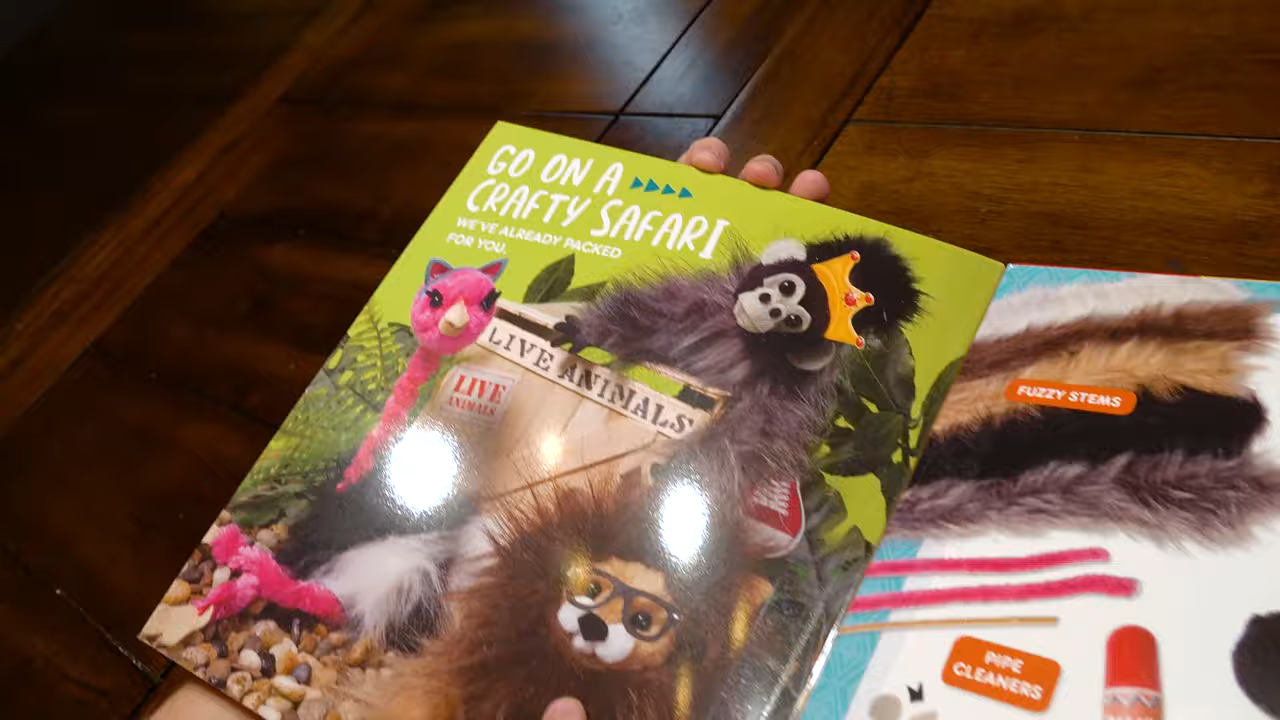 GO ON A
CRAFTY SAFARI
WE'VE ALREADY PACKED
FOR YOU.
LIVE ANIMALS
LIVE
ANIMALS
FUZZY STEMS
PIPE
CLEANERS